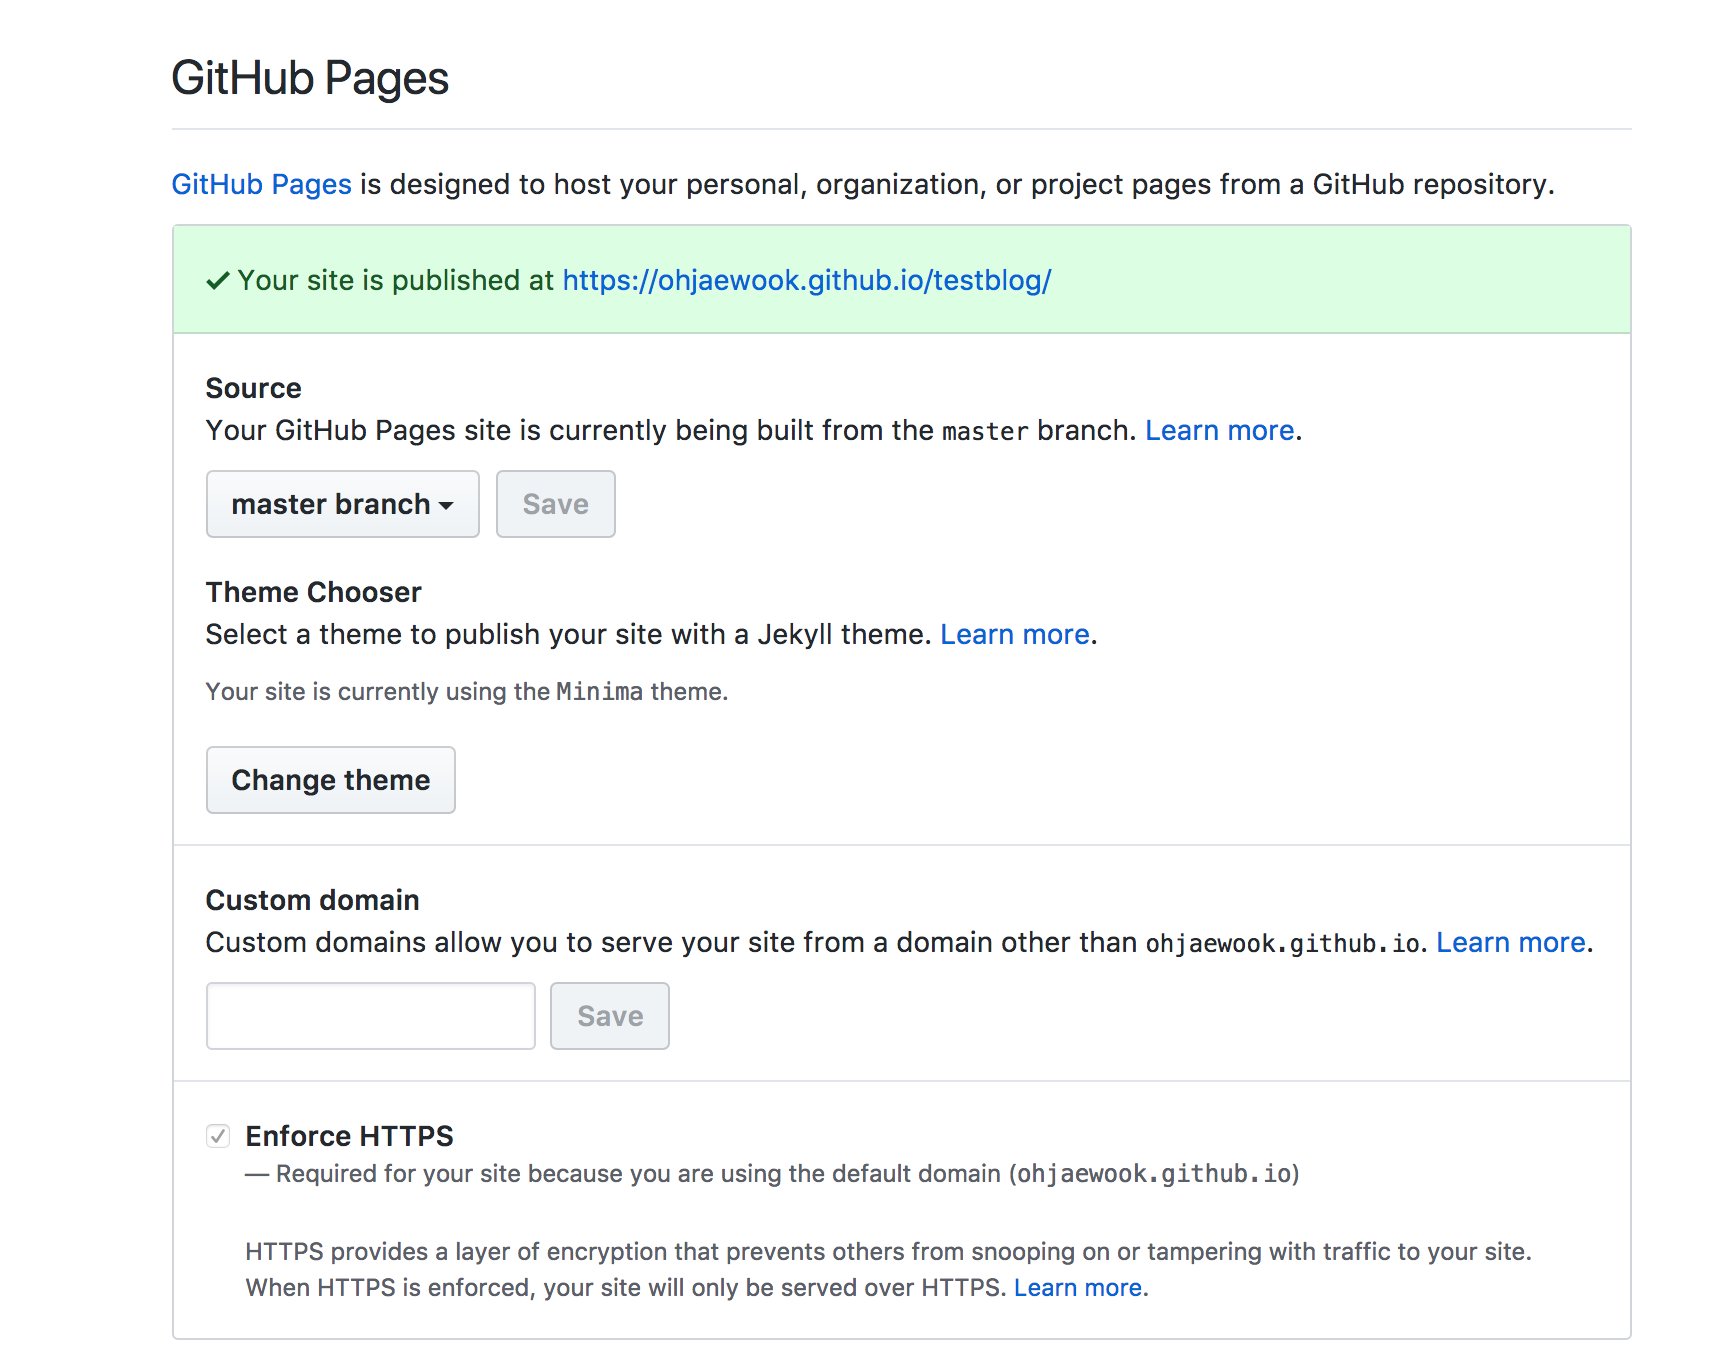 GitHub Pages
GitHub Pages is designed to host your personal, organization, or project pages from a GitHub repository.
Your site is published at https://ohjaewook.github.io/testblog/
Source
Your GitHub Pages site is currently being built from the master branch. Learn more.
master branch Save
Theme Chooser
Select a theme to publish your site with a Jekyll theme. Learn more.
Your site is currently using the Minima theme.
Change theme
Custom domain
Custom domains allow you to serve your site from a domain other than ohjaewook.github.io. Learn more.
Save
Enforce HTTPS
— Required for your site because you are using the default domain (ohjaewook.github.io)
HTTPS provides a layer of encryption that prevents others from snooping on or tampering with traffic to your site.
When HTTPS is enforced, your site will only be served over HTTPS. Learn more.